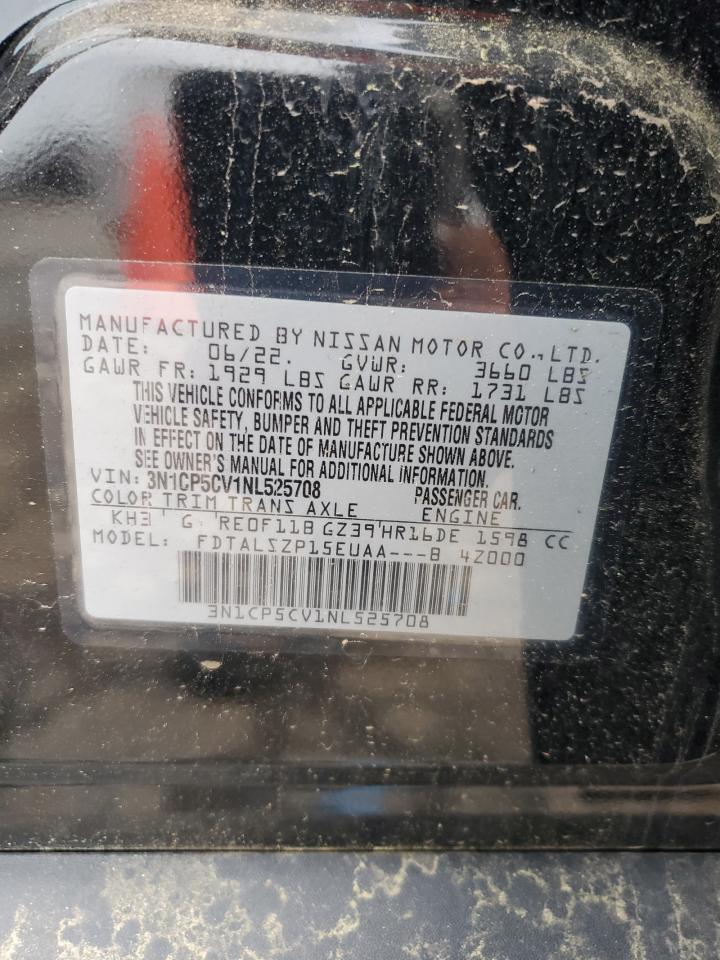 MANUFACTURED BY NISSAN MOTOR CO., LTD.
DATE: 06/22. GVWR: 3660 LBS
GAWR FR: 1929 LBS GAWR RR: 1731 LBS
THIS VEHICLE CONFORMS TO ALL APPLICABLE FEDERAL MOTOR
VEHICLE SAFETY, BUMPER AND THEFT PREVENTION STANDARDS
IN EFFECT ON THE DATE OF MANUFACTURE SHOWN ABOVE.
SEE OWNER'S MANUAL FOR ADDITIONAL INFORMATION.
VIN: 3N1CP5CV1NL525708 PASSENGER CAR.
COLOR TRIM TRANS AXLE ENGINE
KH3 ' G ' RE0F11B GZ39'HR16DE 1598 CC
MODEL: FDTALSZP15EUAA---B 4Z000
3N1CP5CV1NL525708